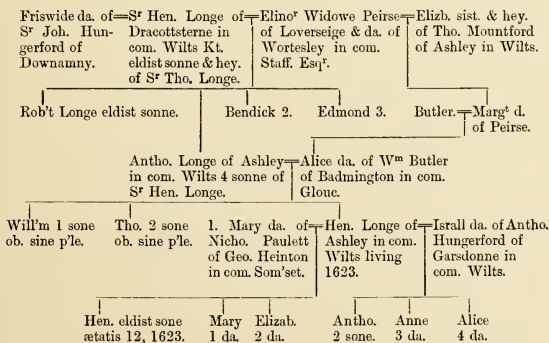 Friswide da. of=Sʳ Hen. Longe of=Elinoʳ Widowe Peirse=Elizb. sist. & hey.
Sʳ Joh. Hun- Dracottsterne in of Loverseige & da. of of Tho. Mountford
gerford of com. Wilts Kt. Wortesley in com. of Ashley in Wilts.
Downamny. eldist sonne & hey. Staff. Esqʳ.
of Sʳ Tho. Longe.
Rob't Longe eldist sonne. Bendick 2. Edmond 3. Butler.=Margᵗ d.
of Peirse.
Antho. Longe of Ashley=Alice da. of Wᵐ Butler
in com. Wilts 4 sonne of of Badmington in com.
Sʳ Hen. Longe. Glouc.
Will'm 1 sone Tho. 2 sone 1. Mary da. of=Hen. Longe of=Israll da. of Antho.
ob. sine p'le. ob. sine p'le. Nicho. Paulett Ashley in com. Hungerford of
of Geo. Heinton Wilts living Garsdonne in
in com. Som'set. 1623. com. Wilts.
Hen. eldist sone Mary Elizab. Antho. Anne Alice
ætatis 12, 1623. 1 da. 2 da. 2 sone. 3 da. 4 da.